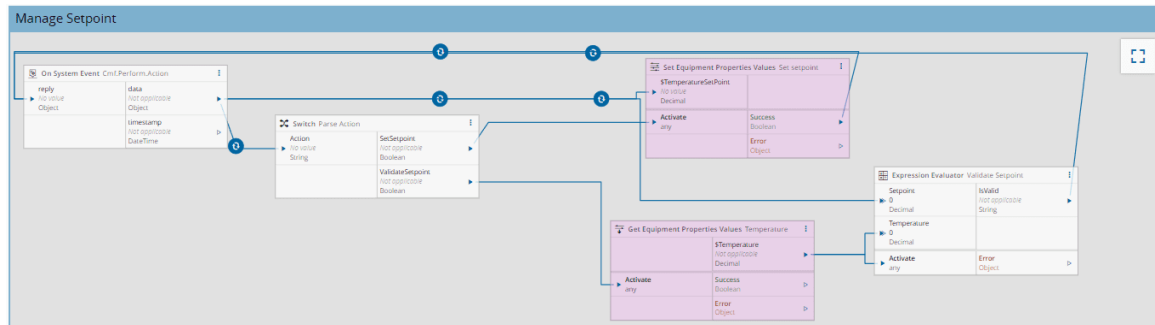 Manage Setpoint
On System Event Cmf.Perform.Action
reply data
No value Not applicable
Object Object
timestamp
Not applicable
DateTime
Switch Parse Action
Action SetSetpoint
No value Not applicable
String Boolean
ValidateSetpoint
Not applicable
Boolean
Set Equipment Properties Values Set setpoint
$TemperatureSetPoint
No value
Decimal
Activate Success
any Boolean
Error
Object
Get Equipment Properties Values Temperature
$Temperature
Not applicable
Decimal
Activate Success
any Boolean
Error
Object
Expression Evaluator Validate Setpoint
Setpoint IsValid
0 Not applicable
Decimal String
Temperature
0
Decimal
Activate Error
any Object